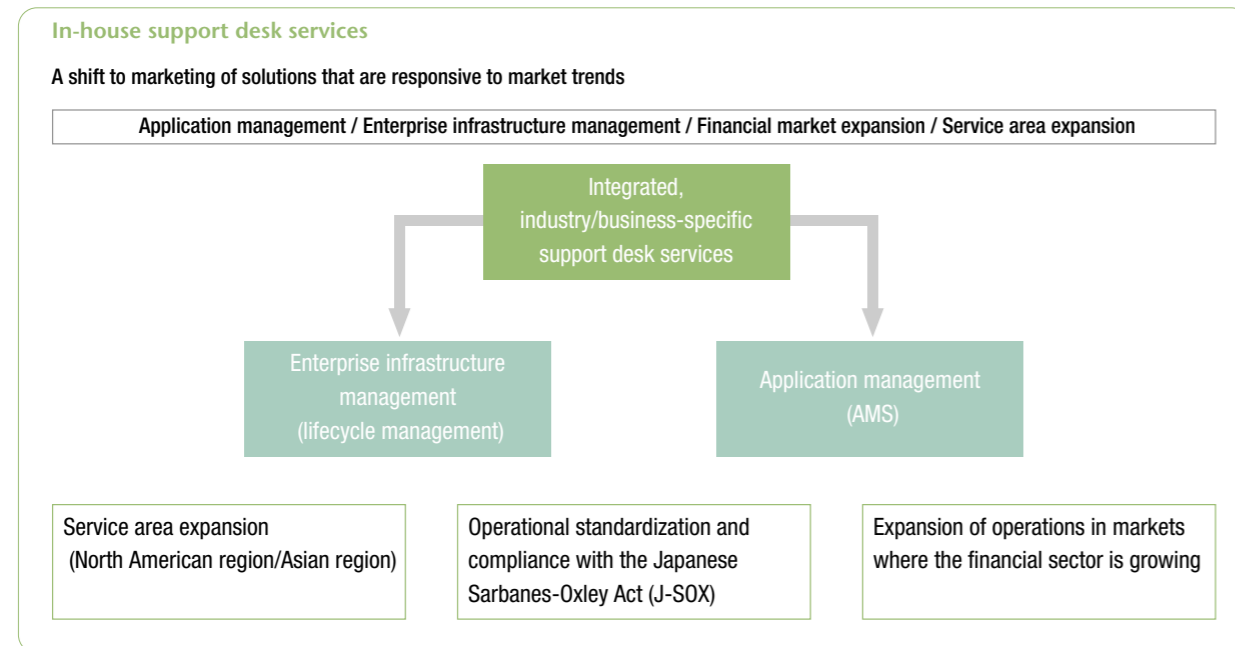 In-house support desk services
A shift to marketing of solutions that are responsive to market trends
Application management / Enterprise infrastructure management / Financial market expansion / Service area expansion
Integrated,
industry/business-specific
support desk services
Enterprise infrastructure
management
(lifecycle management)
Application management
(AMS)
Service area expansion
(North American region/Asian region)
Operational standardization and
compliance with the Japanese
Sarbanes-Oxley Act (J-SOX)
Expansion of operations in markets
where the financial sector is growing